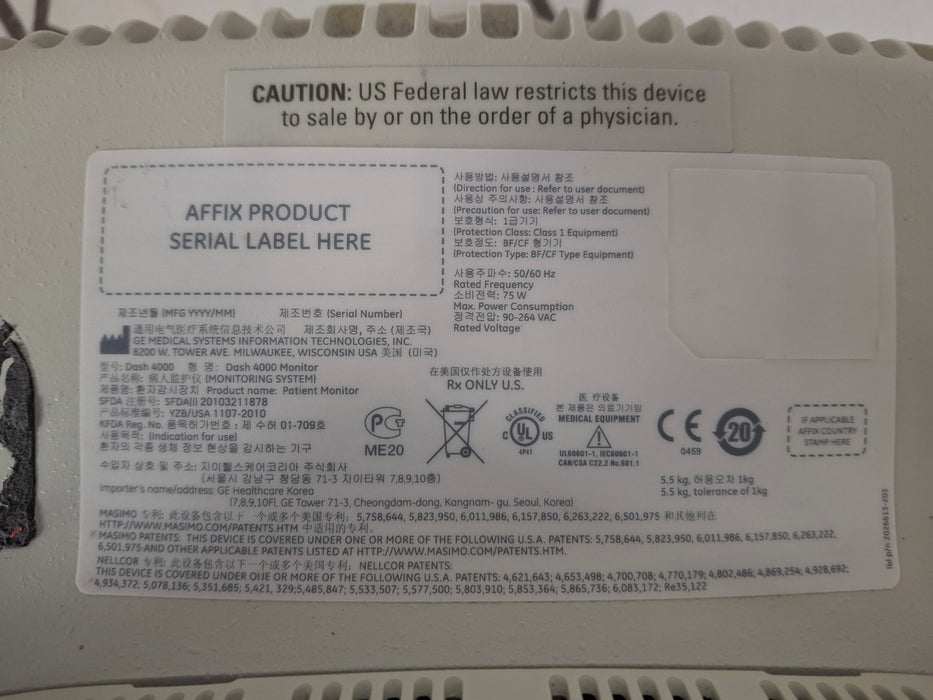 CAUTION: US Federal law restricts this device
to sale by or on the order of a physician.
AFFIX PRODUCT
SERIAL LABEL HERE
제조년월 (MFG YYYY/MM) 제조번호 (Serial Number)
通用电气医疗系统信息技术公司 제조회사명, 주소 (제조국)
GE MEDICAL SYSTEMS INFORMATION TECHNOLOGIES, INC.
8200 W. TOWER AVE. MILWAUKEE, WISCONSIN USA 美国 (미국)
型号: Dash 4000 형 명: Dash 4000 Monitor
产品名称: 病人监护仪 (MONITORING SYSTEM)
제품명: 환자감시장치 Product name: Patient Monitor
SFDA 注册号: SFDA(I) 20103211878
产品标准编号: YZB/USA 1107-2010
KFDA Reg. No. 품목허가번호 : 제 수허 01-709호
사용목적: (Indication for use)
환자의 각종 생체 정보 현상을 감시하는 기구
수입자 상호 및 주소: 지이헬스케어코리아 주식회사
(서울시 강남구 청담동 71-3 지이타워 7,8,9,10층)
Importer's name/address: GE Healthcare Korea
(7,8,9,10Fl, GE Tower 71-3, Cheongdam-dong, Kangnam- gu, Seoul, Korea)
사용방법: 사용설명서 참조
(Direction for use : Refer to user document)
사용상 주의사항: 사용설명서 참조
(Precaution for use: Refer to user document)
보호형식: 1급기기
(Protection Class: Class 1 Equipment)
보호정도: BF/CF 형기기
(Protection Type: BF/CF Type Equipment)
사용주파수: 50/60 Hz
Rated Frequency
소비전력: 75 W
Max. Power Consumption
정격전압: 90-264 VAC
Rated Voltage
在美国仅作处方设备使用
Rx ONLY U.S.
PCT
ME20
CLASSIFIED
C UL US
4P41
医疗设备
본 제품은 의료기기임
MEDICAL EQUIPMENT
UL60601-1, IEC60601-1
CAN/CSA C22.2 No.601.1
CE
0459
20
IF APPLICABLE
AFFIX COUNTRY
STAMP HERE
5.5 kg, 허용오차 1kg
5.5 kg, tolerance of 1kg
MASIMO 专利: 此设备包含以下一个或多个美国专利: 5,758,644, 5,823,950, 6,011,986, 6,157,850, 6,263,222, 6,501,975 和其他列在
HTTP://WWW.MASIMO.COM/PATENTS.HTM 中适用的专利。
MASIMO PATENTS: THIS DEVICE IS COVERED UNDER ONE OR MORE OF THE FOLLOWING U.S.A. PATENTS: 5,758,644, 5,823,950, 6,011,986, 6,157,850, 6,263,222,
6,501,975 AND OTHER APPLICABLE PATENTS LISTED AT HTTP://WWW.MASIMO.COM/PATENTS.HTM.
NELLCOR 专利: 此设备包含以下一个或多个美国专利: NELLCOR PATENTS:
THIS DEVICE IS COVERED UNDER ONE OR MORE OF THE FOLLOWING U.S.A. PATENTS: 4,621,643; 4,653,498; 4,700,708; 4,770,179; 4,802,486; 4,869,254; 4,928,692;
4,934,372; 5,078,136; 5,351,685; 5,421, 329;5,485,847; 5,533,507; 5,577,500; 5,803,910; 5,853,364; 5,865,736; 6,083,172; Re35,122
lbl p/n 2026613-203